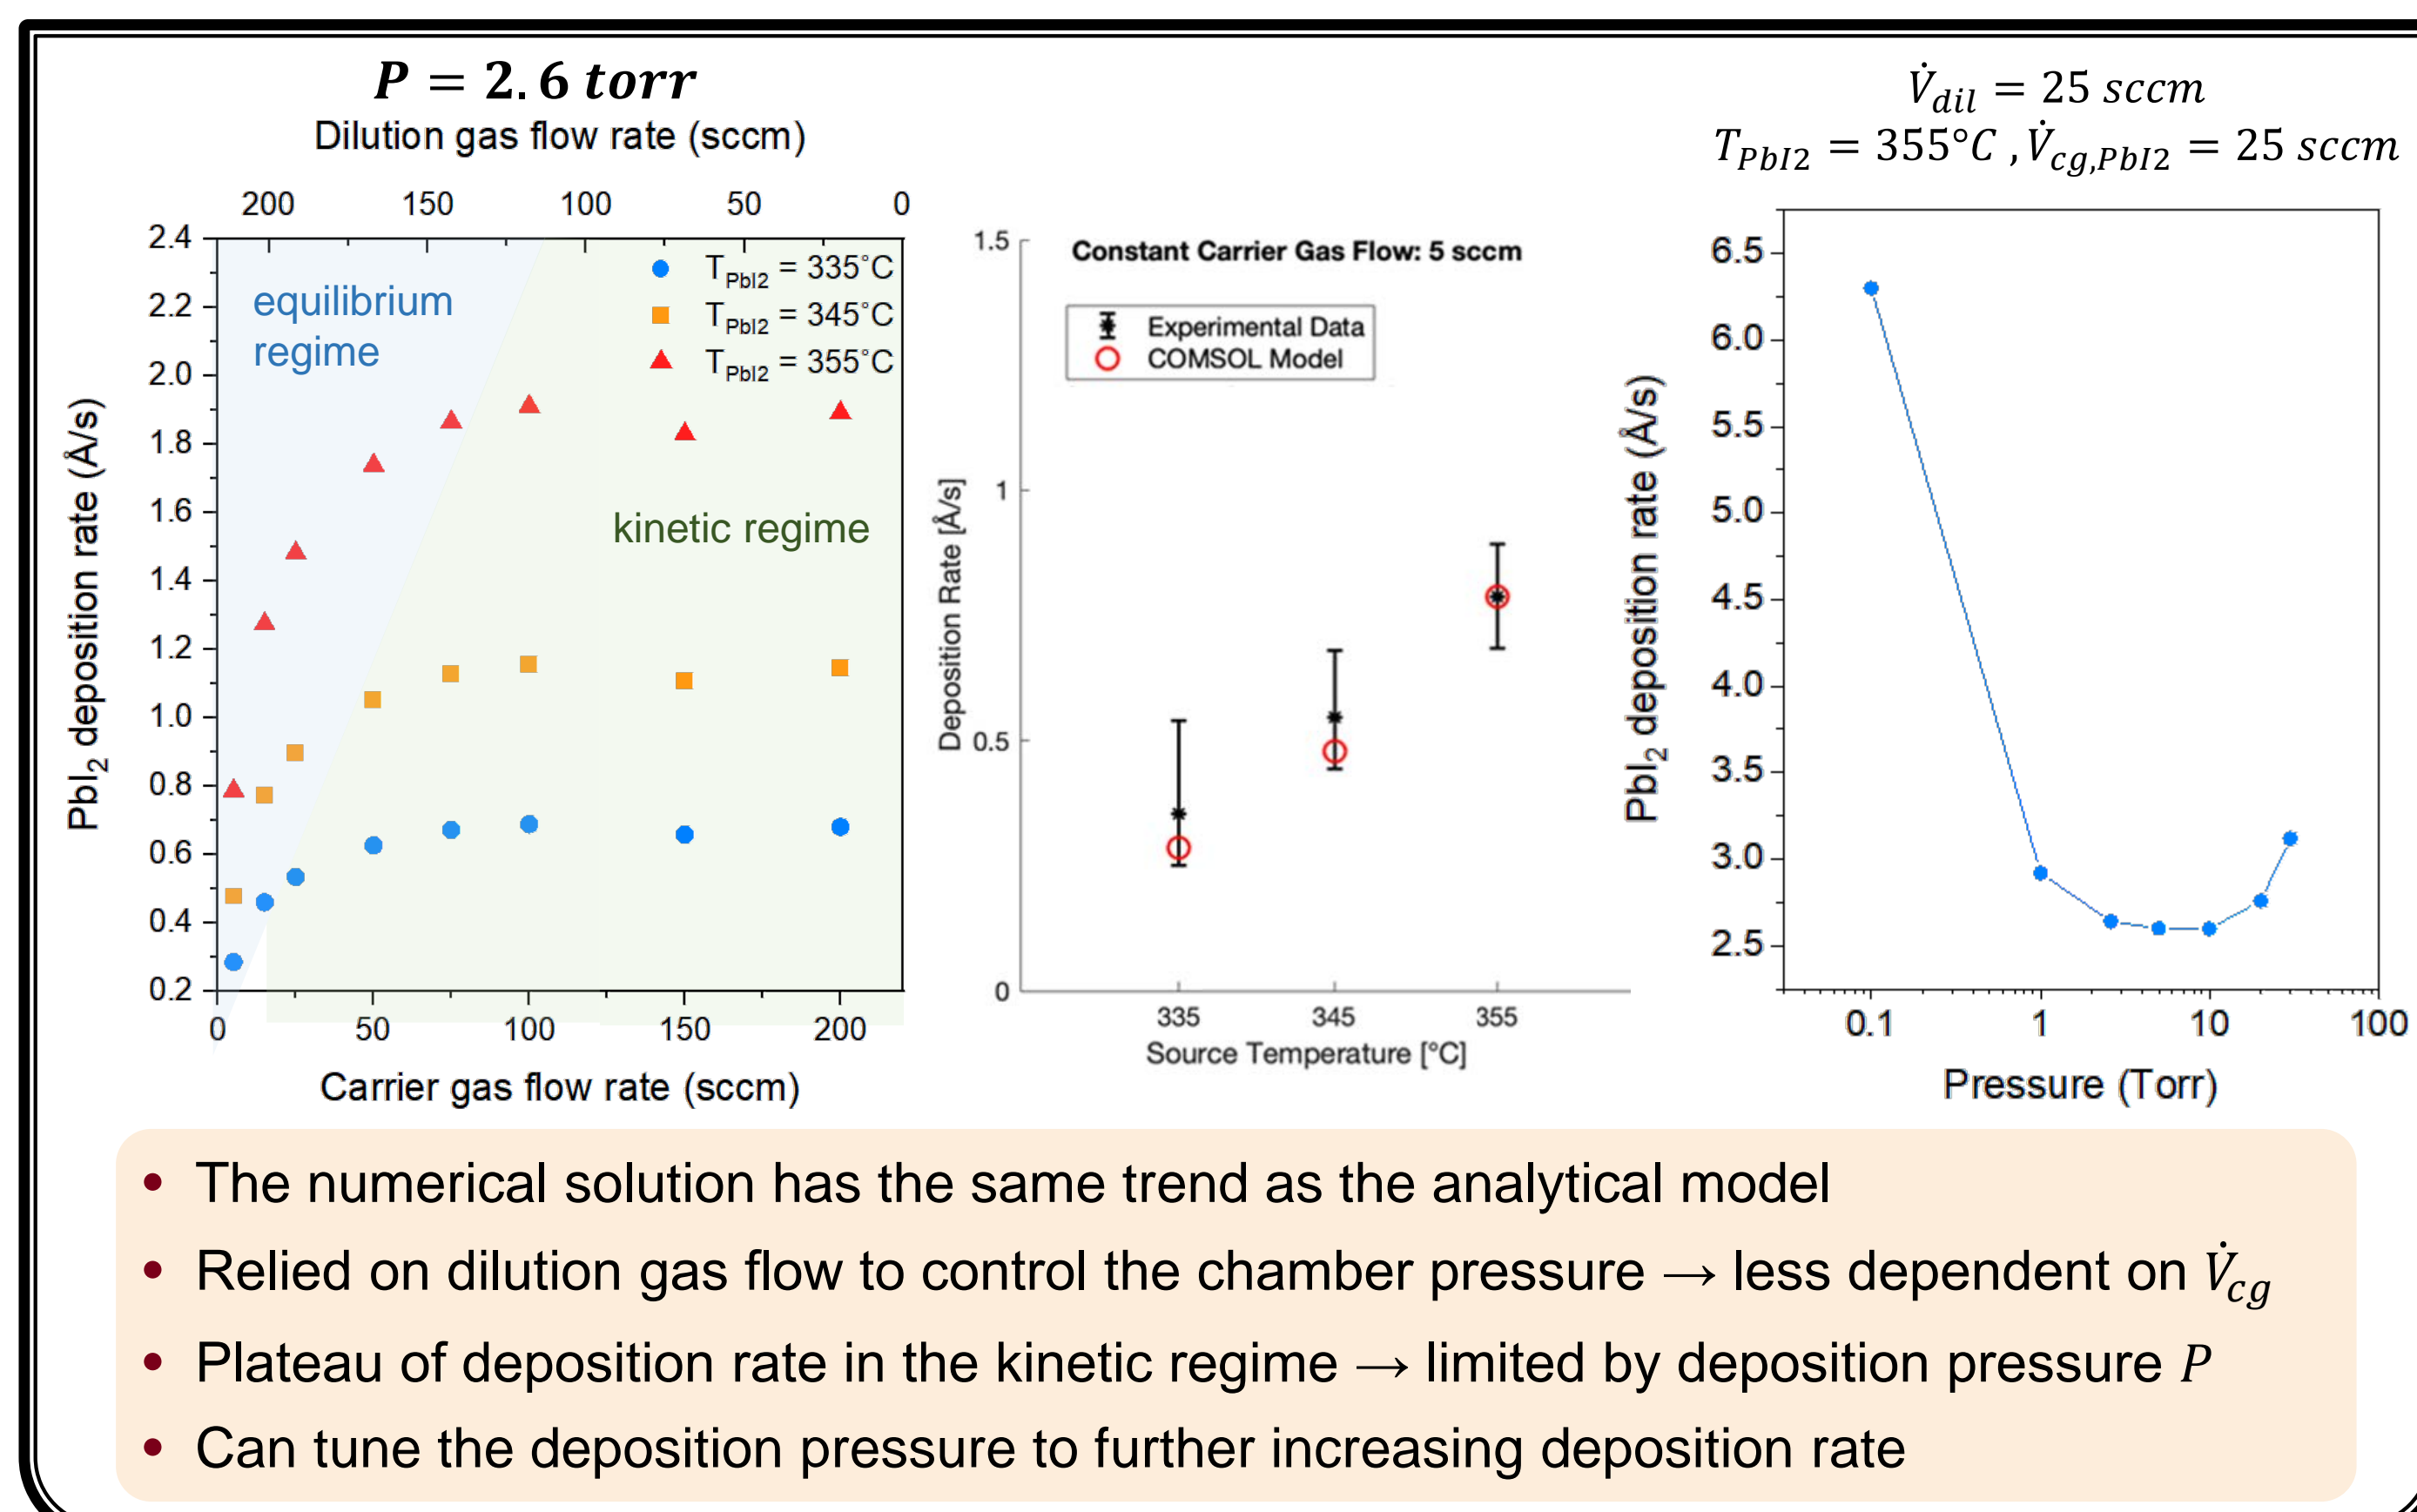 P = 2.6 torr
Dilution gas flow rate (sccm)
200 150 100 50 0
2.4
2.2
2.0
1.8
1.6
1.4
1.2
1.0
0.8
0.6
0.4
0.2
PbI₂ deposition rate (Å/s)
equilibrium
regime
T_PbI2 = 335°C
T_PbI2 = 345°C
T_PbI2 = 355°C
kinetic regime
0 50 100 150 200
Carrier gas flow rate (sccm)
Constant Carrier Gas Flow: 5 sccm
Experimental Data
COMSOL Model
1.5
1
0.5
0
Deposition Rate [Å/s]
335 345 355
Source Temperature [°C]
V̇_dil = 25 sccm
T_PbI2 = 355°C , V̇_cg,PbI2 = 25 sccm
6.5
6.0
5.5
5.0
4.5
4.0
3.5
3.0
2.5
PbI₂ deposition rate (Å/s)
0.1 1 10 100
Pressure (Torr)
• The numerical solution has the same trend as the analytical model
• Relied on dilution gas flow to control the chamber pressure → less dependent on V̇_cg
• Plateau of deposition rate in the kinetic regime → limited by deposition pressure P
• Can tune the deposition pressure to further increasing deposition rate